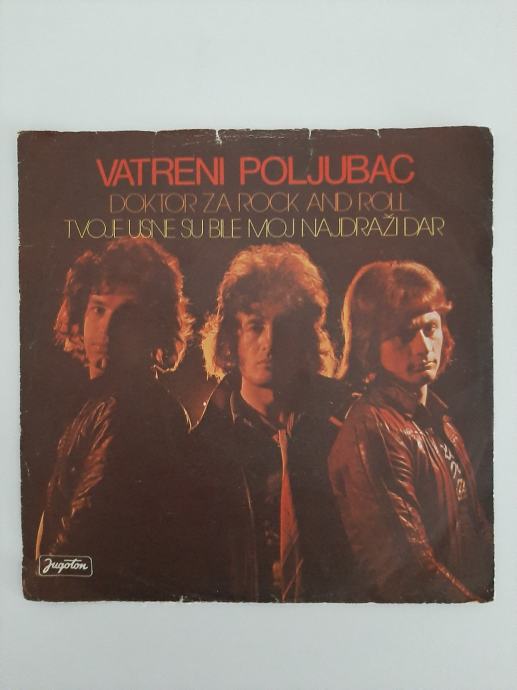 VATRENI POLJUBAC
DOKTOR ZA ROCK AND ROLL
TVOJE USNE SU BILE MOJ NAJDRAŽI DAR
Jugoton